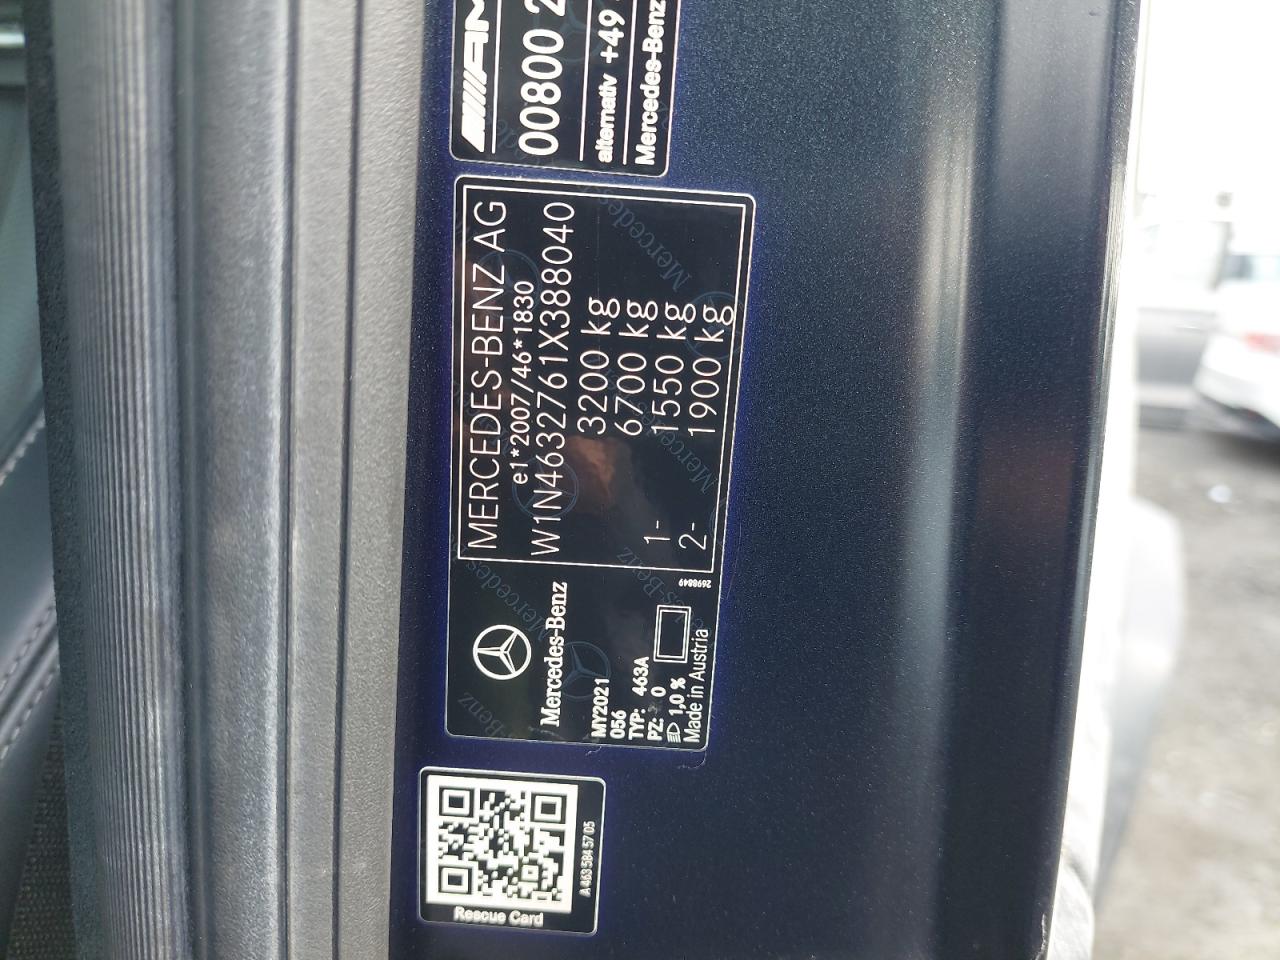 AMG
00800 2
alternativ +49
Mercedes-Benz
MERCEDES-BENZ AG
e1*2007/46*1830
W1N4632761X388040
3200 kg
6700 kg
1- 1550 kg
2- 1900 kg
Mercedes-Benz
2698849
MY2021
056
TYP: 463A
PZ: 0
1,0 %
Made in Austria
A 463 584 57 05
Rescue Card